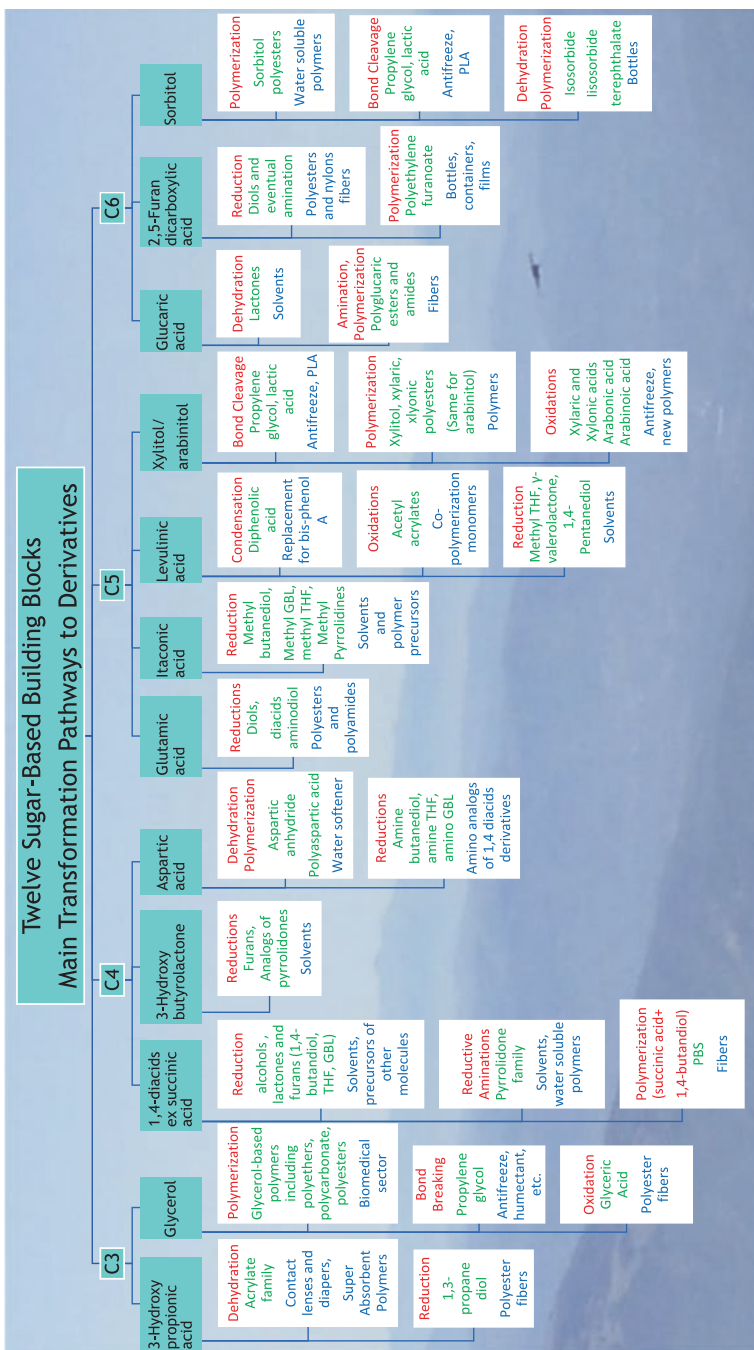 Twelve Sugar-Based Building Blocks
Main Transformation Pathways to Derivatives
C3
C4
C5
C6
3-Hydroxy
propionic
acid
Dehydration
Acrylate
family
Contact
lenses and
diapers,
Super
Absorbent
Polymers
Reduction
1,3-
propane
diol
Polyester
fibers
Glycerol
Polymerization
Glycerol-based
polymers
including
polyethers,
polycarbonate,
polyesters
Biomedical
sector
Bond
Breaking
Propylene
glycol
Antifreeze,
humectant,
etc.
Oxidation
Glyceric
Acid
Polyester
fibers
1,4-diacids
ex succinic
acid
Reduction
alcohols ,
lactones and
furans (1,4-
butandiol,
THF, GBL)
Solvents,
precursors of
other
molecules
Reductive
Aminations
Pyrrolidone
family
Solvents,
water soluble
polymers
Polymerization
(succinic acid+
1,4-butandiol)
PBS
Fibers
3-Hydroxy
butyrolactone
Reductions
Furans,
Analogs of
pyrrolidones
Solvents
Aspartic
acid
Dehydration
Polymerization
Aspartic
anhydride
Polyaspartic acid
Water softener
Reductions
Amine
butanediol,
amine THF,
amino GBL
Amino analogs
of 1,4 diacids
derivatives
Glutamic
acid
Reductions
Diols,
diacids
aminodiol
Polyesters
and
polyamides
Itaconic
acid
Reduction
Methyl
butanediol,
Methyl GBL,
methyl THF,
Methyl
Pyrrolidines
Solvents
and
polymer
precursors
Levulinic
acid
Condensation
Diphenolic
acid
Replacement
for bis-phenol
A
Oxidations
Acetyl
acrylates
Co-
polymerization
monomers
Reduction
Methyl THF, γ-
valerolactone,
1,4-
Pentanediol
Solvents
Xylitol/
arabinitol
Bond Cleavage
Propylene
glycol, lactic
acid
Antifreeze, PLA
Polymerization
Xylitol, xylaric,
xlyonic
polyesters
(Same for
arabinitol)
Polymers
Oxidations
Xylaric and
Xylonic acids
Arabonic acid
Arabinoic acid
Antifreeze,
new polymers
Glucaric
acid
Dehydration
Lactones
Solvents
Amination,
Polymerization
Polyglucaric
esters and
amides
Fibers
2,5-Furan
dicarboxylic
acid
Reduction
Diols and
eventual
amination
Polyesters
and nylons
fibers
Polymerization
Polyethylene
furanoate
Bottles,
containers,
films
Sorbitol
Polymerization
Sorbitol
polyesters
Water soluble
polymers
Bond Cleavage
Propylene
glycol, lactic
acid
Antifreeze,
PLA
Dehydration
Polymerization
Isosorbide
Iisosorbide
terephthalate
Bottles